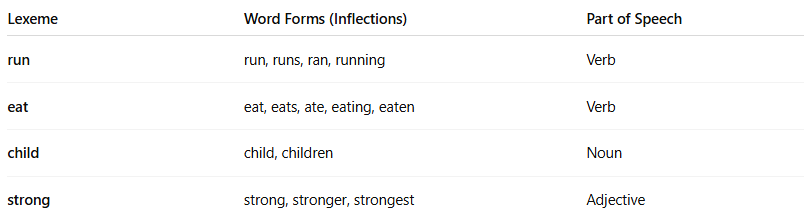 Lexeme Word Forms (Inflections) Part of Speech
run run, runs, ran, running Verb
eat eat, eats, ate, eating, eaten Verb
child child, children Noun
strong strong, stronger, strongest Adjective